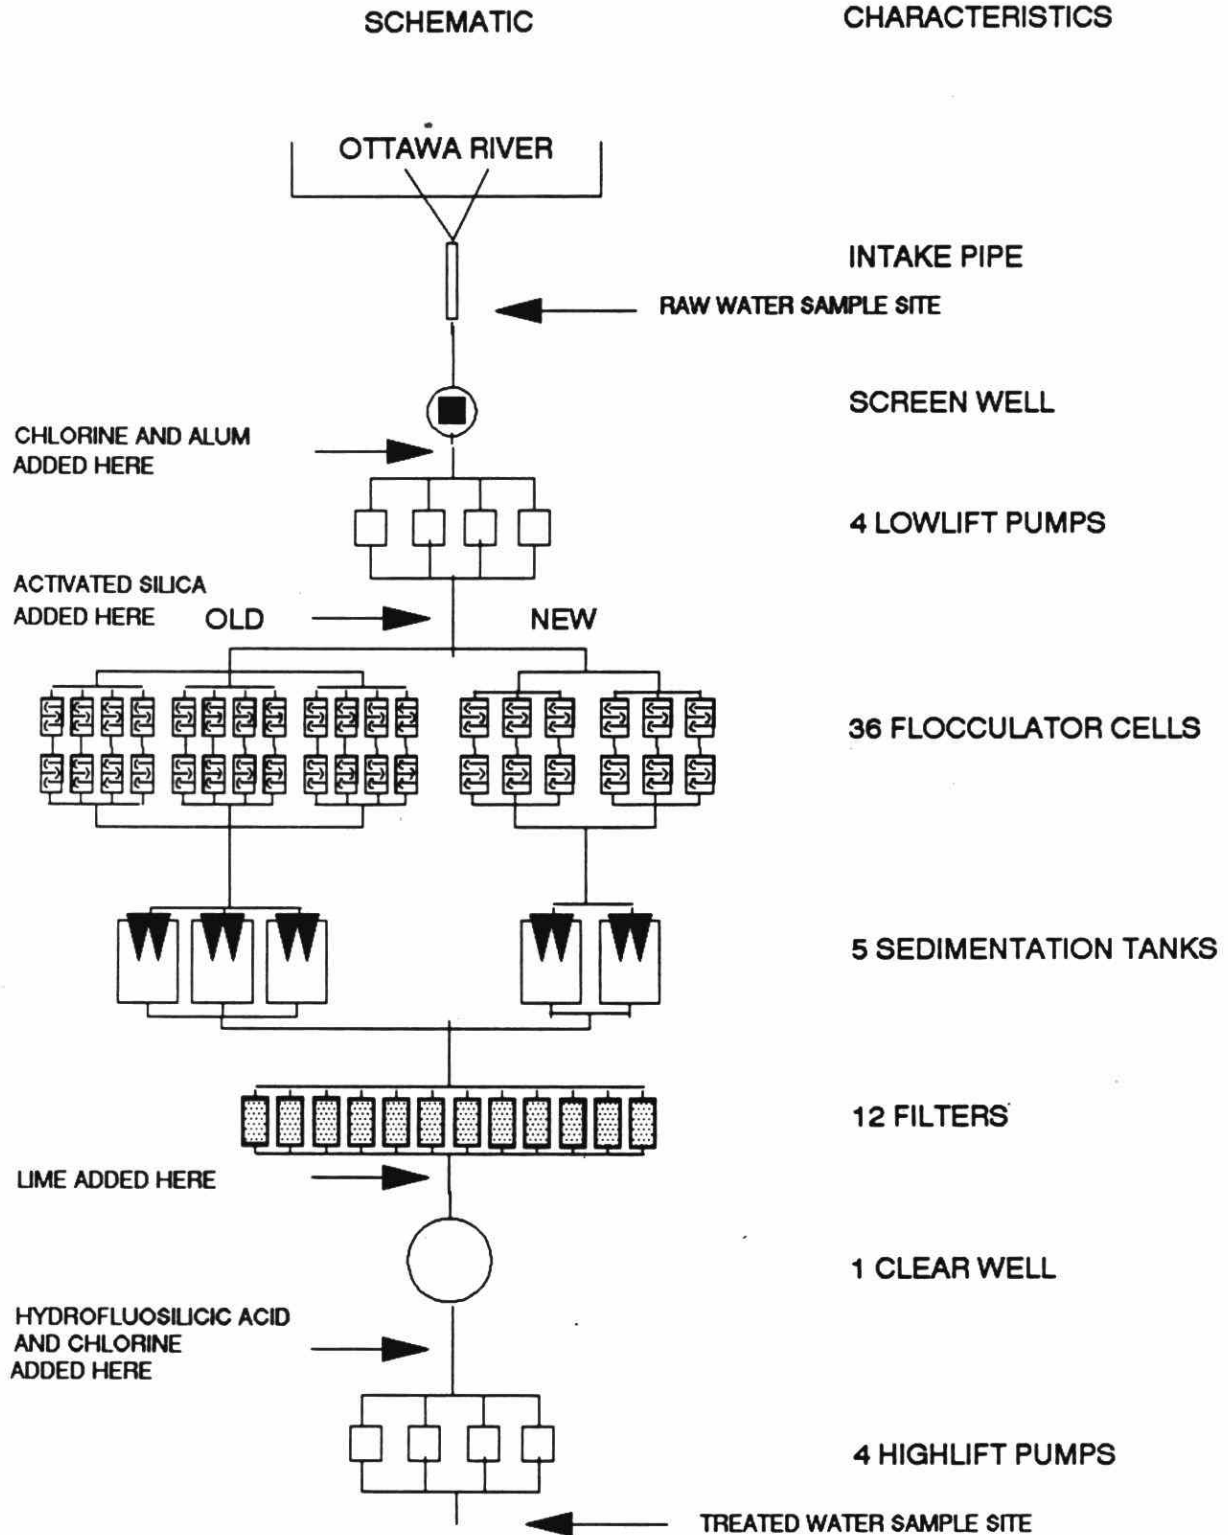 SCHEMATIC
CHARACTERISTICS
OTTAWA RIVER
INTAKE PIPE
RAW WATER SAMPLE SITE
SCREEN WELL
CHLORINE AND ALUM
ADDED HERE
4 LOWLIFT PUMPS
ACTIVATED SILICA
ADDED HERE
OLD
NEW
36 FLOCCULATOR CELLS
5 SEDIMENTATION TANKS
12 FILTERS
LIME ADDED HERE
1 CLEAR WELL
HYDROFLUOSILICIC ACID
AND CHLORINE
ADDED HERE
4 HIGHLIFT PUMPS
TREATED WATER SAMPLE SITE